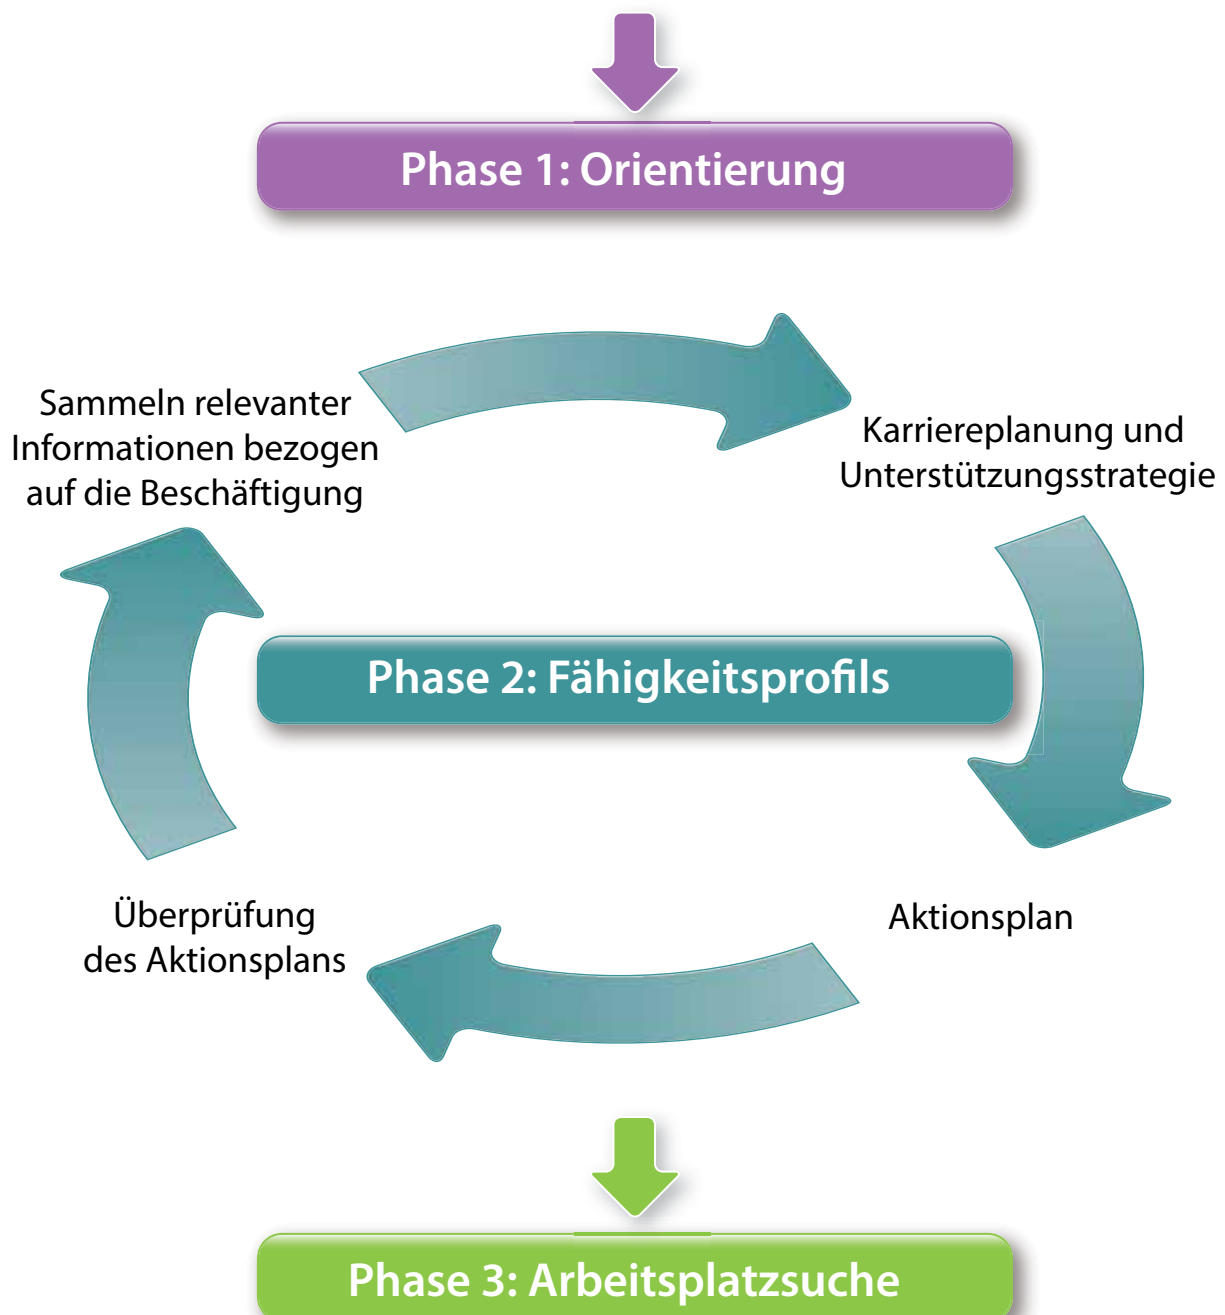 Phase 1: Orientierung
Sammeln relevanter
Informationen bezogen
auf die Beschäftigung
Karriereplanung und
Unterstützungsstrategie
Phase 2: Fähigkeitsprofils
Überprüfung
des Aktionsplans
Aktionsplan
Phase 3: Arbeitsplatzsuche